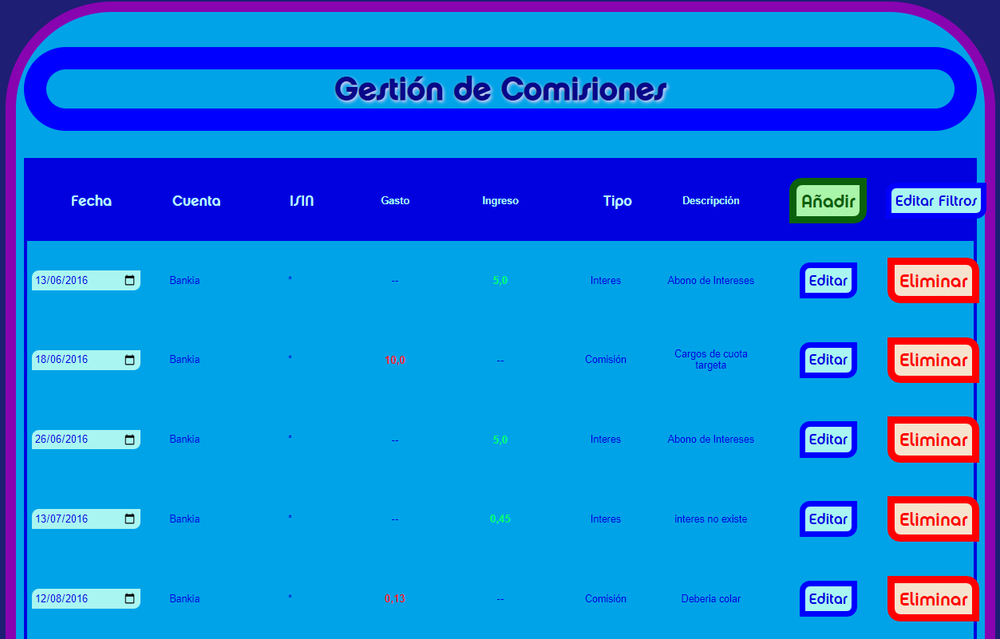 Gestión de Comisiones
Fecha Cuenta ISIN Gasto Ingreso Tipo Descripción Añadir Editar Filtros
13/06/2016 Bankia * -- 5,0 Interes Abono de Intereses Editar Eliminar
18/06/2016 Bankia * 10,0 -- Comisión Cargos de cuota targeta Editar Eliminar
26/06/2016 Bankia * -- 5,0 Interes Abono de Intereses Editar Eliminar
13/07/2016 Bankia * -- 0,45 Interes interes no existe Editar Eliminar
12/08/2016 Bankia * 0,13 -- Comisión Deberia colar Editar Eliminar